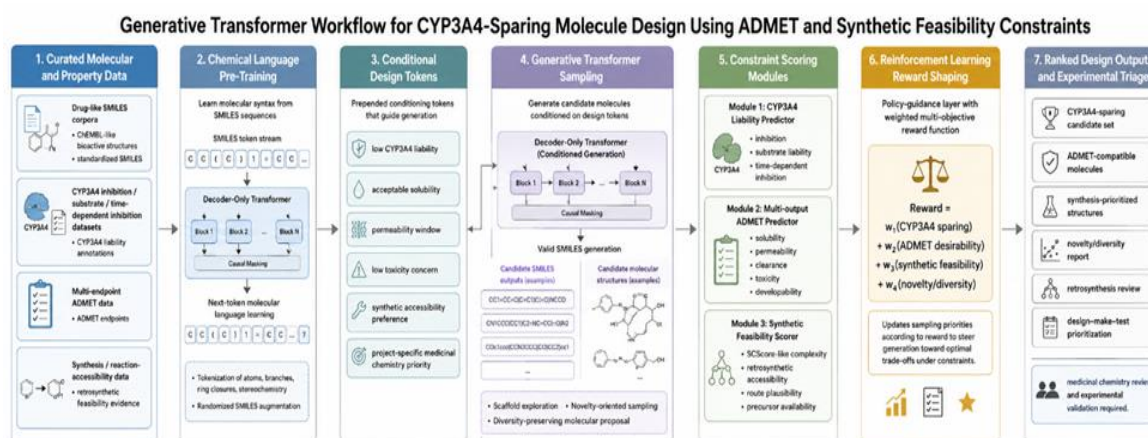 Generative Transformer Workflow for CYP3A4-Sparing Molecule Design Using ADMET and Synthetic Feasibility Constraints
1. Curated Molecular
and Property Data
Drug-like SMILES
corpora
• ChEMBL-like
bioactive structures
• standardized SMILES
CYP3A4 inhibition /
substrate / time-
dependent inhibition
datasets
CYP3A4
• CYP3A4 liability
annotations
Multi-endpoint
ADMET data
• ADMET endpoints
Synthesis / reaction-
accessibility data
• retrosynthetic
feasibility evidence
2. Chemical Language
Pre-Training
Learn molecular syntax from
SMILES sequences
SMILES token stream
C C ( C ) 1 = C C ...
Decoder-Only Transformer
Block 1
Block 2
...
Block N
Causal Masking
Next-token molecular
language learning
C C ( C ) 1 = C C ... ?
• Tokenization of atoms, branches,
ring closures, stereochemistry
• Randomized SMILES augmentation
3. Conditional
Design Tokens
Prepended conditioning tokens
that guide generation
low CYP3A4 liability
acceptable solubility
permeability window
low toxicity concern
synthetic accessibility
preference
project-specific medicinal
chemistry priority
4. Generative Transformer
Sampling
Generate candidate molecules
conditioned on design tokens
Decoder-Only Transformer
(Conditioned Generation)
Block 1
Block 2
...
Block N
Causal Masking
Valid SMILES generation
Candidate SMILES
outputs (examples)
Candidate molecular
structures (examples)
...
...
• Scaffold exploration
• Novelty-oriented sampling
• Diversity-preserving molecular proposal
5. Constraint Scoring
Modules
Module 1: CYP3A4
Liability Predictor
CYP3A4
• inhibition
• substrate liability
• time-dependent
inhibition
Module 2: Multi-output
ADMET Predictor
• solubility
• permeability
• clearance
• toxicity
• developability
Module 3: Synthetic
Feasibility Scorer
• SCScore-like complexity
• retrosynthetic
accessibility
• route plausibility
• precursor availability
6. Reinforcement Learning
Reward Shaping
Policy-guidance layer with
weighted multi-objective
reward function
Reward =
w₁(CYP3A4 sparing)
+ w₂(ADMET desirability)
+ w₃(synthetic feasibility)
+ w₄(novelty/diversity)
Updates sampling priorities
according to reward to steer
generation toward optimal
trade-offs under constraints.
7. Ranked Design Output
and Experimental Triage
CYP3A4-sparing
candidate set
ADMET-compatible
molecules
synthesis-prioritized
structures
novelty/diversity
report
retrosynthesis review
design-make-test
prioritization
medicinal chemistry review
and experimental
validation required.